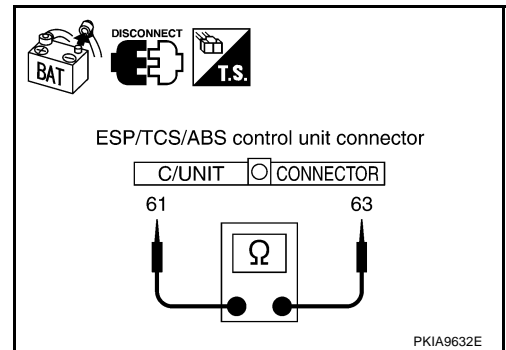 DISCONNECT
BAT
T.S.
ESP/TCS/ABS control unit connector
C/UNIT CONNECTOR
61 63
Ω
PKIA9632E